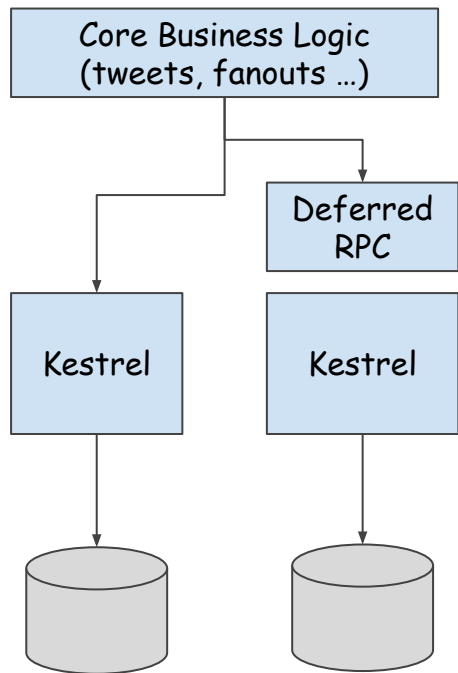 Core Business Logic
(tweets, fanouts …)
Deferred
RPC
Kestrel
Kestrel